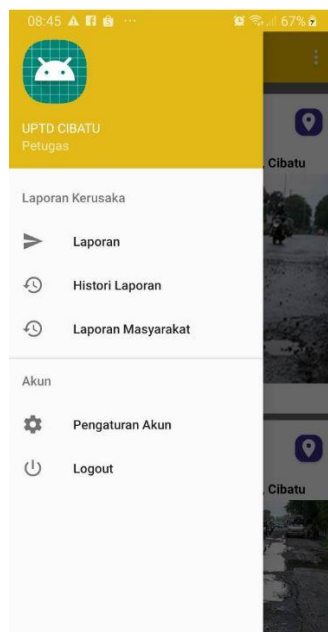 08:45
67%
UPTD CIBATU
Petugas
Cibatu
Laporan Kerusaka
Laporan
Histori Laporan
Laporan Masyarakat
Akun
Pengaturan Akun
Logout
Cibatu